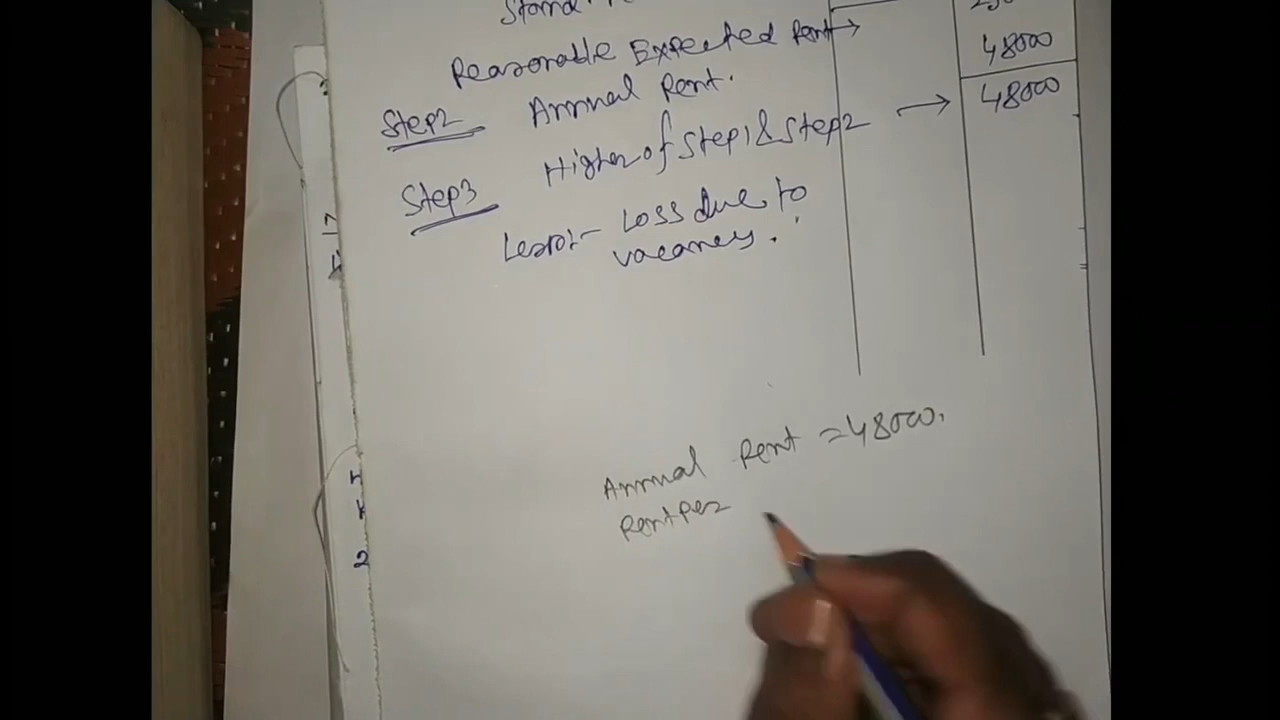 Reasonable Expected Rent →
48000
Step2 Annual Rent. → 48000
Higher of Step1 & Step2
Step3
Less:- Loss due to
vacancy.
Annual Rent = 48000.
Rent Per
2